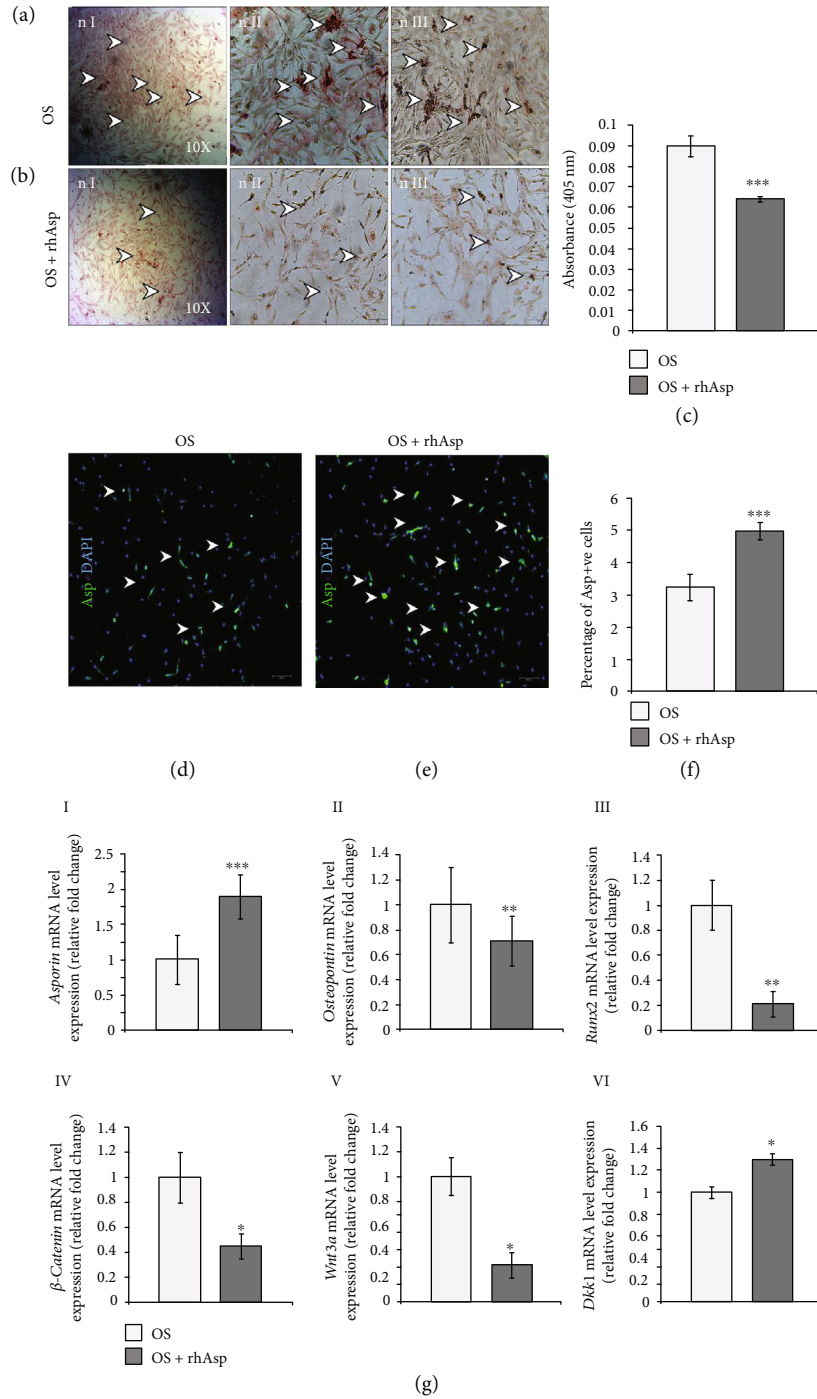 (a)
n I
n II
n III
OS
10X
(b)
n I
n II
n III
OS + rhAsp
10X
Absorbance (405 nm)
0.1
0.09
0.08
0.07
0.06
0.05
0.04
0.03
0.02
0.01
0
***
OS
OS + rhAsp
(c)
OS
OS + rhAsp
Asp DAPI
Asp DAPI
(d)
(e)
Percentage of Asp+ve cells
6
5
4
3
2
1
0
***
OS
OS + rhAsp
(f)
I
Asporin mRNA level
expression (relative fold change)
2.5
2
1.5
1
0.5
0
***
II
Osteopontin mRNA level
expression (relative fold change)
1.4
1.2
1
0.8
0.6
0.4
0.2
0
**
III
Runx2 mRNA level expression
(relative fold change)
1.4
1.2
1
0.8
0.6
0.4
0.2
0
**
IV
β-Catenin mRNA level
expression (relative fold change)
1.4
1.2
1
0.8
0.6
0.4
0.2
0
*
V
Wnt3a mRNA level
expression (relative fold change)
1.4
1.2
1
0.8
0.6
0.4
0.2
0
*
VI
Dkk1 mRNA level expression
(relative fold change)
1.6
1.4
1.2
1
0.8
0.6
0.4
0.2
0
*
OS
OS + rhAsp
(g)